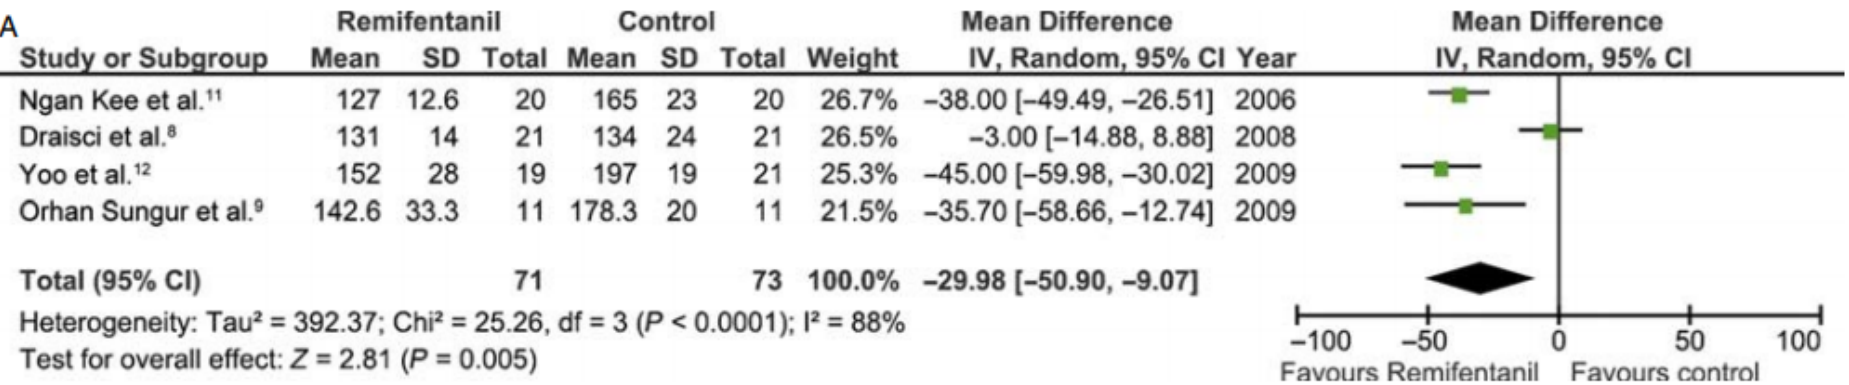 A
Remifentanil Control Mean Difference Mean Difference
Study or Subgroup Mean SD Total Mean SD Total Weight IV, Random, 95% CI Year IV, Random, 95% CI
Ngan Kee et al.¹¹ 127 12.6 20 165 23 20 26.7% −38.00 [−49.49, −26.51] 2006
Draisci et al.⁸ 131 14 21 134 24 21 26.5% −3.00 [−14.88, 8.88] 2008
Yoo et al.¹² 152 28 19 197 19 21 25.3% −45.00 [−59.98, −30.02] 2009
Orhan Sungur et al.⁹ 142.6 33.3 11 178.3 20 11 21.5% −35.70 [−58.66, −12.74] 2009
Total (95% CI) 71 73 100.0% −29.98 [−50.90, −9.07]
Heterogeneity: Tau² = 392.37; Chi² = 25.26, df = 3 (P < 0.0001); I² = 88%
Test for overall effect: Z = 2.81 (P = 0.005)
−100 −50 0 50 100
Favours Remifentanil Favours control